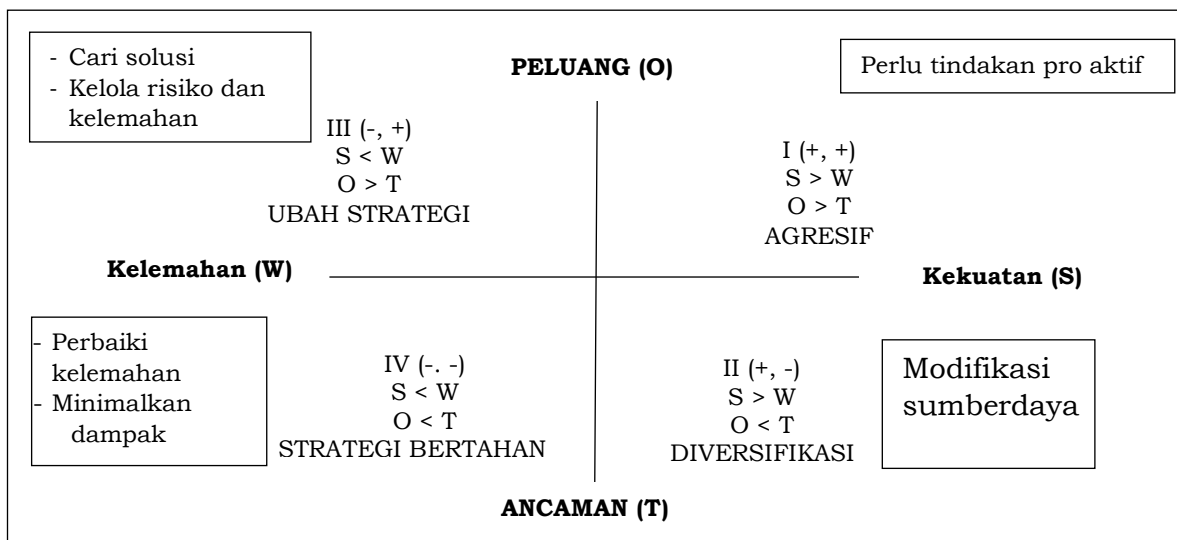 - Cari solusi
- Kelola risiko dan
kelemahan
PELUANG (O)
Perlu tindakan pro aktif
III (-, +)
S < W
O > T
UBAH STRATEGI
I (+, +)
S > W
O > T
AGRESIF
Kelemahan (W)
Kekuatan (S)
- Perbaiki
kelemahan
- Minimalkan
dampak
IV (-. -)
S < W
O < T
STRATEGI BERTAHAN
II (+, -)
S > W
O < T
DIVERSIFIKASI
Modifikasi
sumberdaya
ANCAMAN (T)